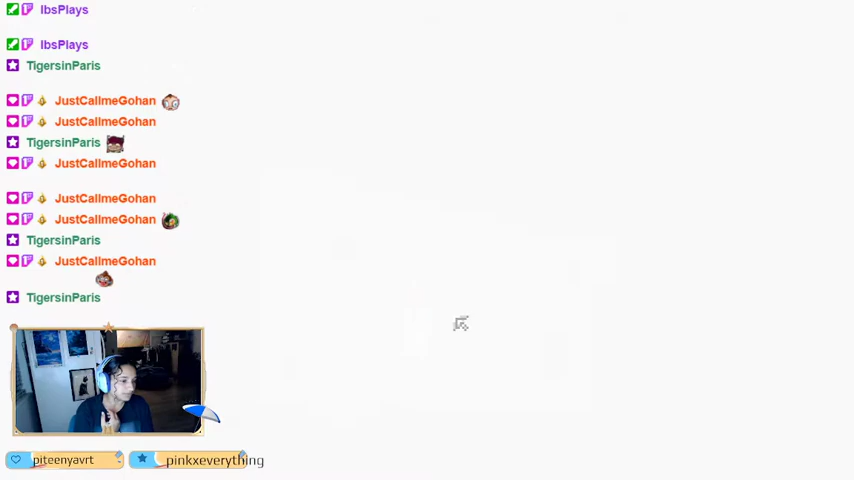 IbsPlays
IbsPlays
TigersinParis
JustCallmeGohan
JustCallmeGohan
TigersinParis
JustCallmeGohan
JustCallmeGohan
JustCallmeGohan
TigersinParis
JustCallmeGohan
TigersinParis
piteenyavrt
pinkxeverything